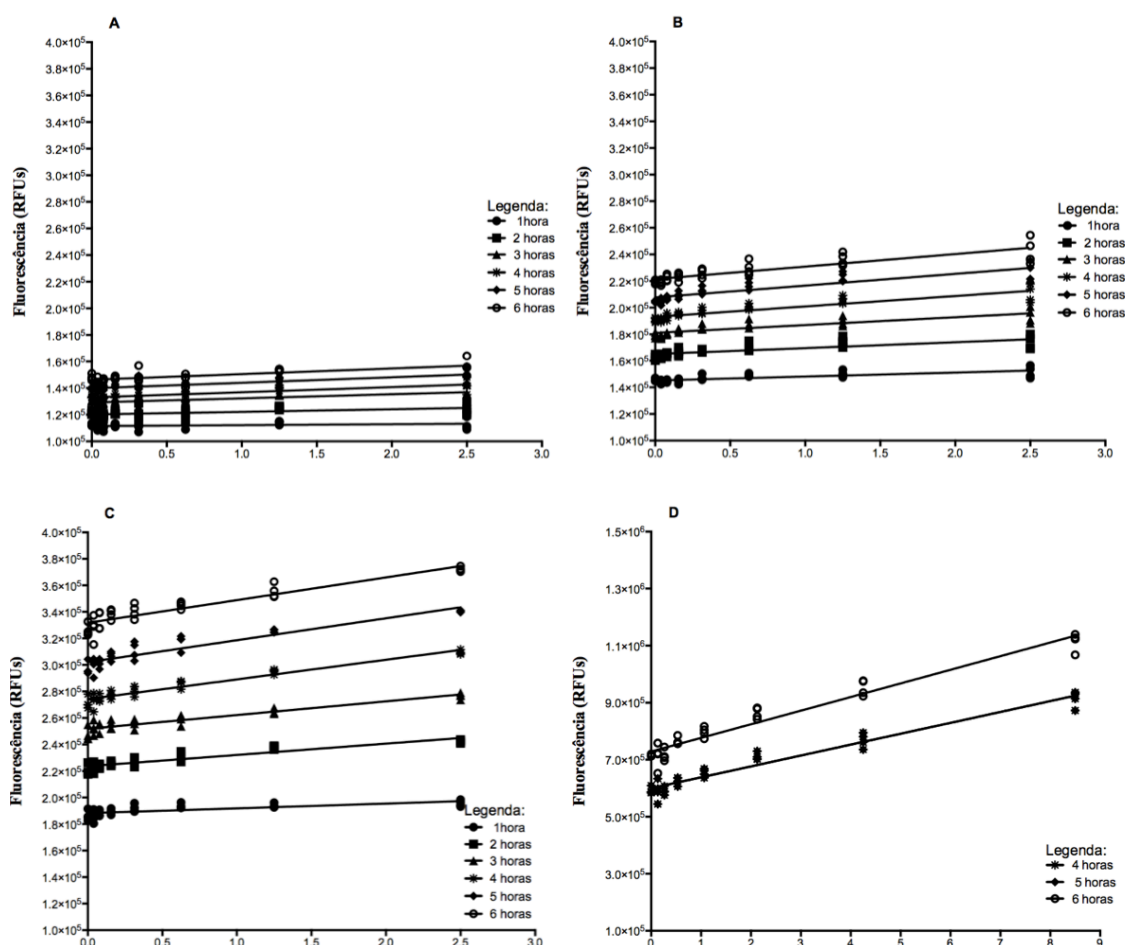 A
4.0×10⁵
3.8×10⁵
3.6×10⁵
3.4×10⁵
3.2×10⁵
3.0×10⁵
2.8×10⁵
2.6×10⁵
2.4×10⁵
2.2×10⁵
2.0×10⁵
1.8×10⁵
1.6×10⁵
1.4×10⁵
1.2×10⁵
1.0×10⁵
Fluorescência (RFUs)
0.0 0.5 1.0 1.5 2.0 2.5 3.0
Legenda:
1hora
2 horas
3 horas
4 horas
5 horas
6 horas
B
4.0×10⁵
3.8×10⁵
3.6×10⁵
3.4×10⁵
3.2×10⁵
3.0×10⁵
2.8×10⁵
2.6×10⁵
2.4×10⁵
2.2×10⁵
2.0×10⁵
1.8×10⁵
1.6×10⁵
1.4×10⁵
1.2×10⁵
1.0×10⁵
Fluorescência (RFUs)
0.0 0.5 1.0 1.5 2.0 2.5 3.0
Legenda:
1hora
2 horas
3 horas
4 horas
5 horas
6 horas
C
4.0×10⁵
3.8×10⁵
3.6×10⁵
3.4×10⁵
3.2×10⁵
3.0×10⁵
2.8×10⁵
2.6×10⁵
2.4×10⁵
2.2×10⁵
2.0×10⁵
1.8×10⁵
1.6×10⁵
1.4×10⁵
1.2×10⁵
1.0×10⁵
Fluorescência (RFUs)
0.0 0.5 1.0 1.5 2.0 2.5 3.0
Legenda:
1hora
2 horas
3 horas
4 horas
5 horas
6 horas
D
1.5×10⁶
1.3×10⁶
1.1×10⁶
9.0×10⁵
7.0×10⁵
5.0×10⁵
3.0×10⁵
1.0×10⁵
Fluorescência (RFUs)
0 1 2 3 4 5 6 7 8 9
Legenda:
4 horas
5 horas
6 horas